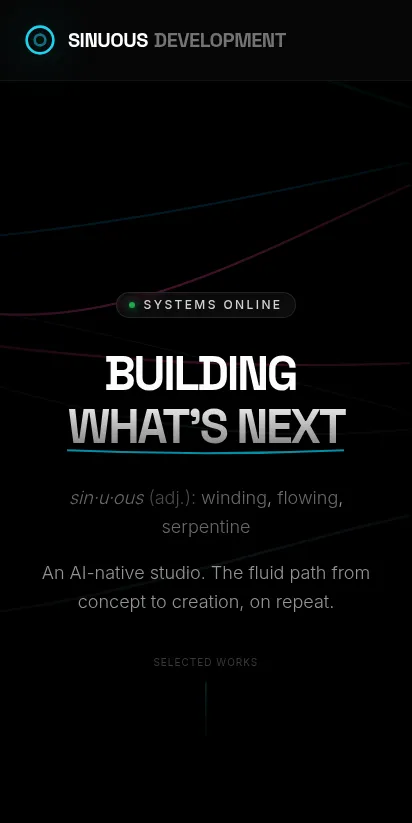 SINUOUS DEVELOPMENT
SYSTEMS ONLINE
BUILDING
WHAT'S NEXT
sin·u·ous (adj.): winding, flowing,
serpentine
An AI-native studio. The fluid path from
concept to creation, on repeat.
SELECTED WORKS